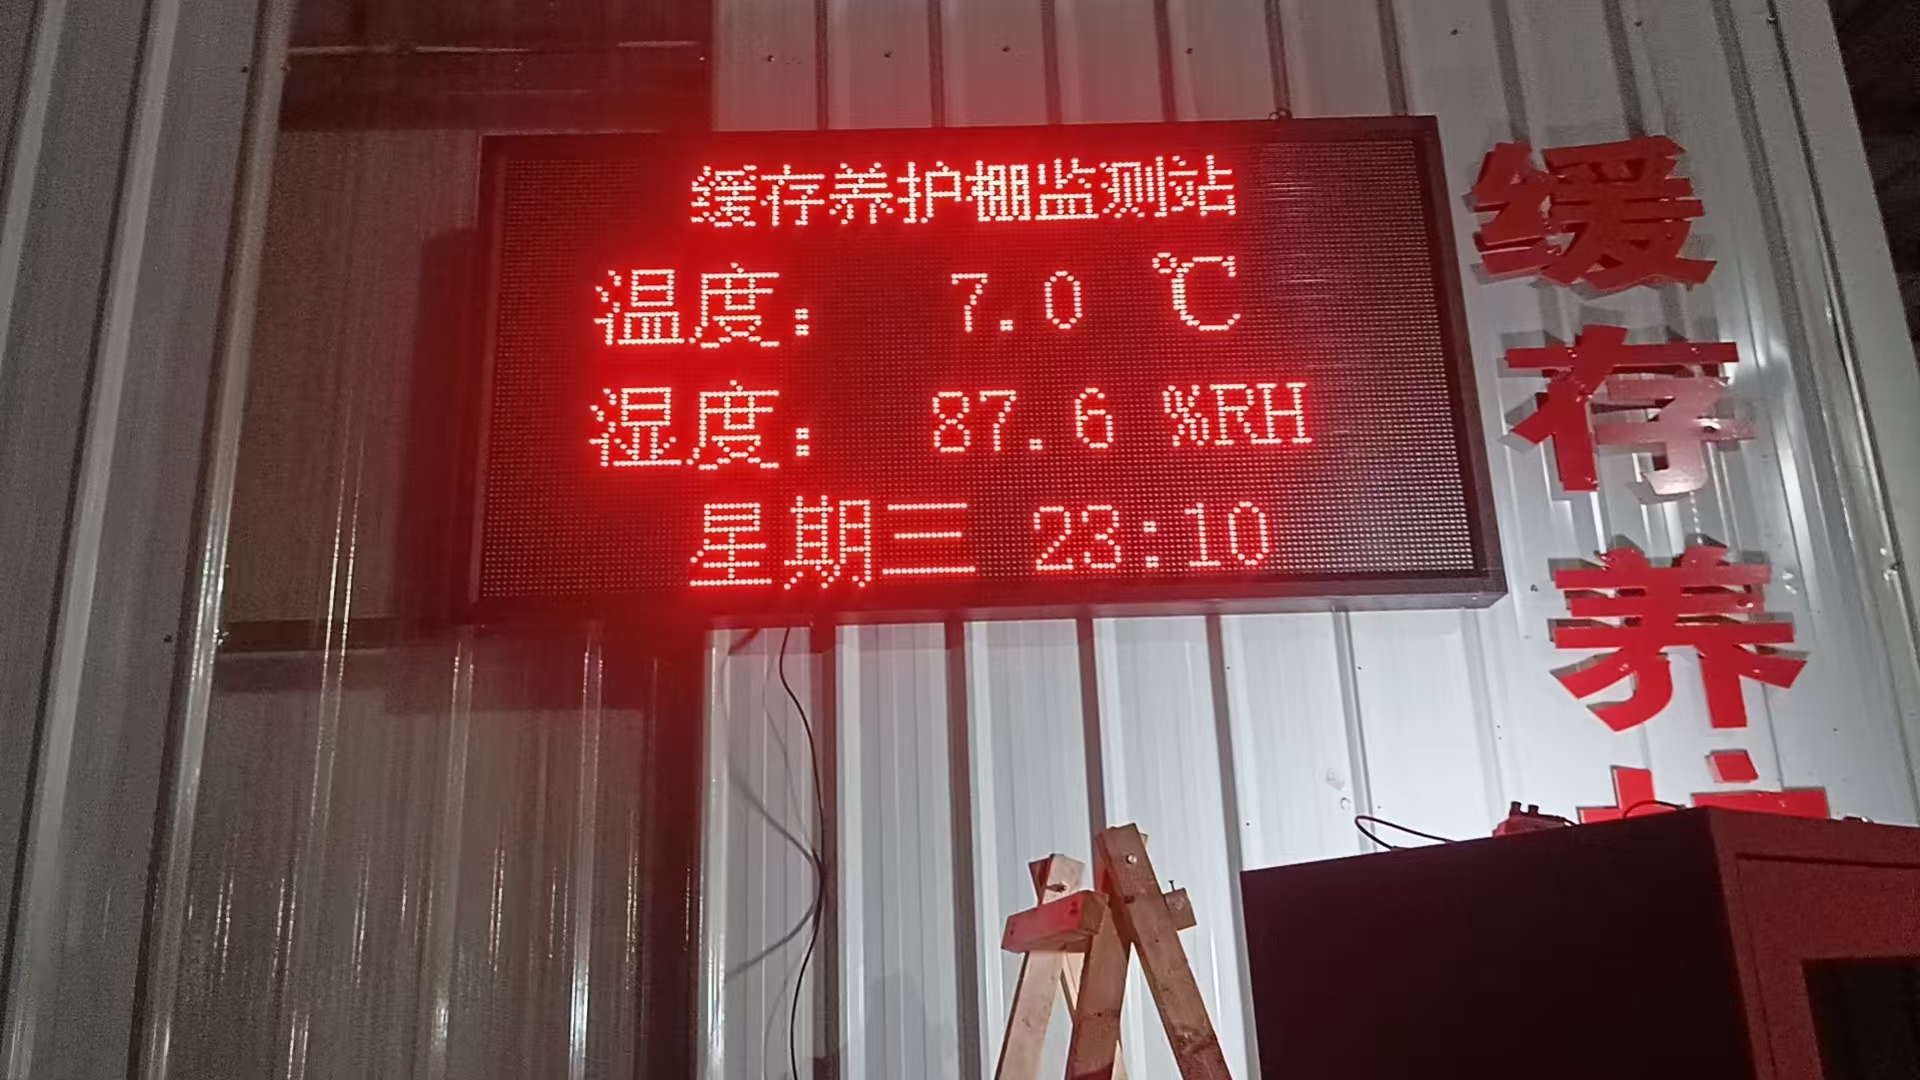 缓存养护棚监测站
温度： 7.0 ℃
湿度： 87.6 %RH
星期三 23:10
缓存养